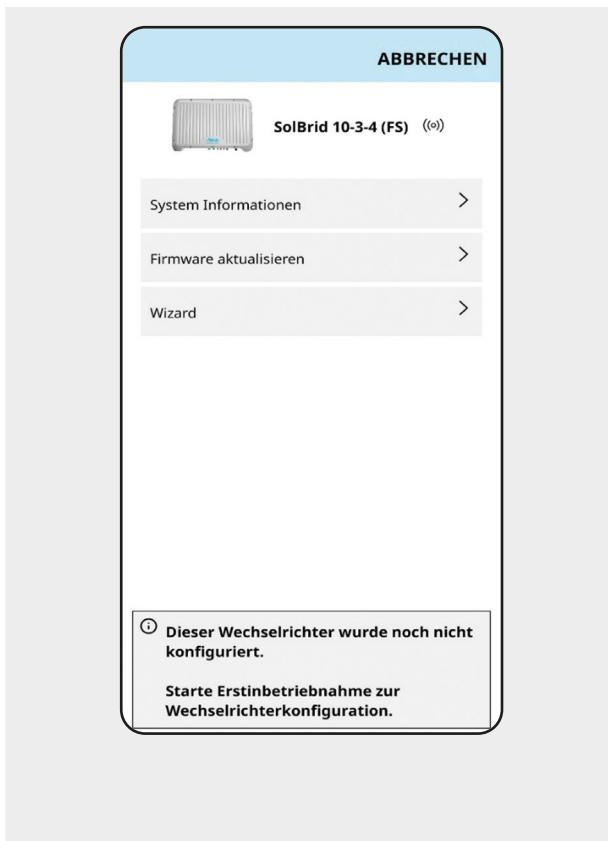 ABBRECHEN
SolBrid 10-3-4 (FS)
System Informationen
Firmware aktualisieren
Wizard
Dieser Wechselrichter wurde noch nicht
konfiguriert.
Starte Erstinbetriebnahme zur
Wechselrichterkonfiguration.